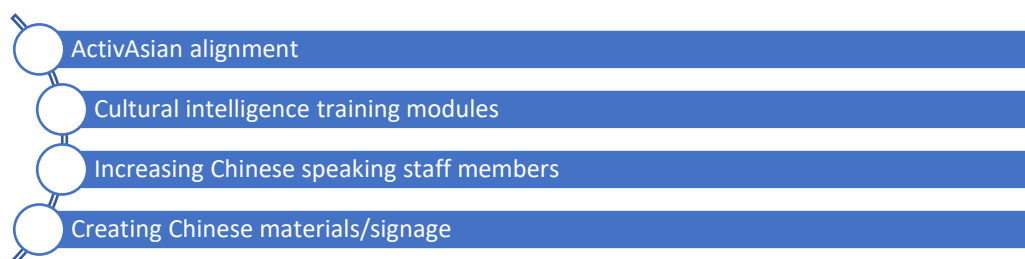 ActivAsian alignment
Cultural intelligence training modules
Increasing Chinese speaking staff members
Creating Chinese materials/signage